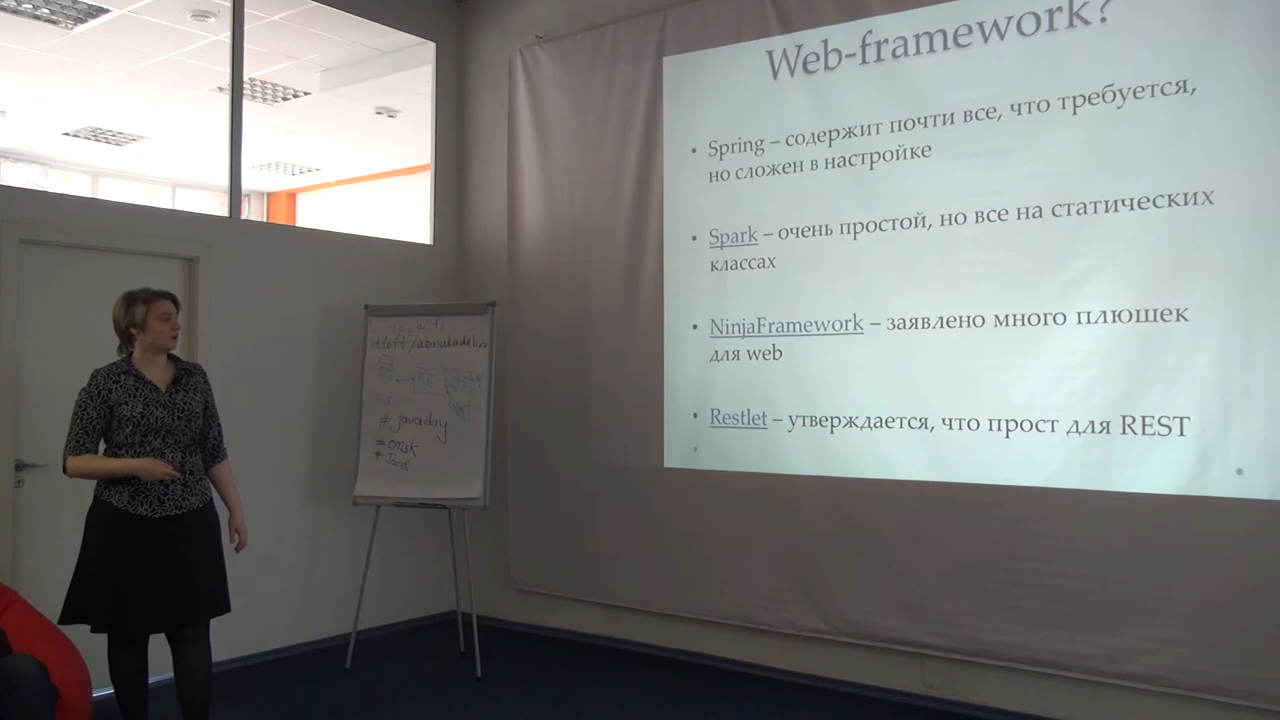 Web-framework?
• Spring – содержит почти все, что требуется,
но сложен в настройке
• Spark – очень простой, но все на статических
классах
• NinjaFramework – заявлено много плюшек
для web
• Restlet – утверждается, что прост для REST
# javaday
# omsk